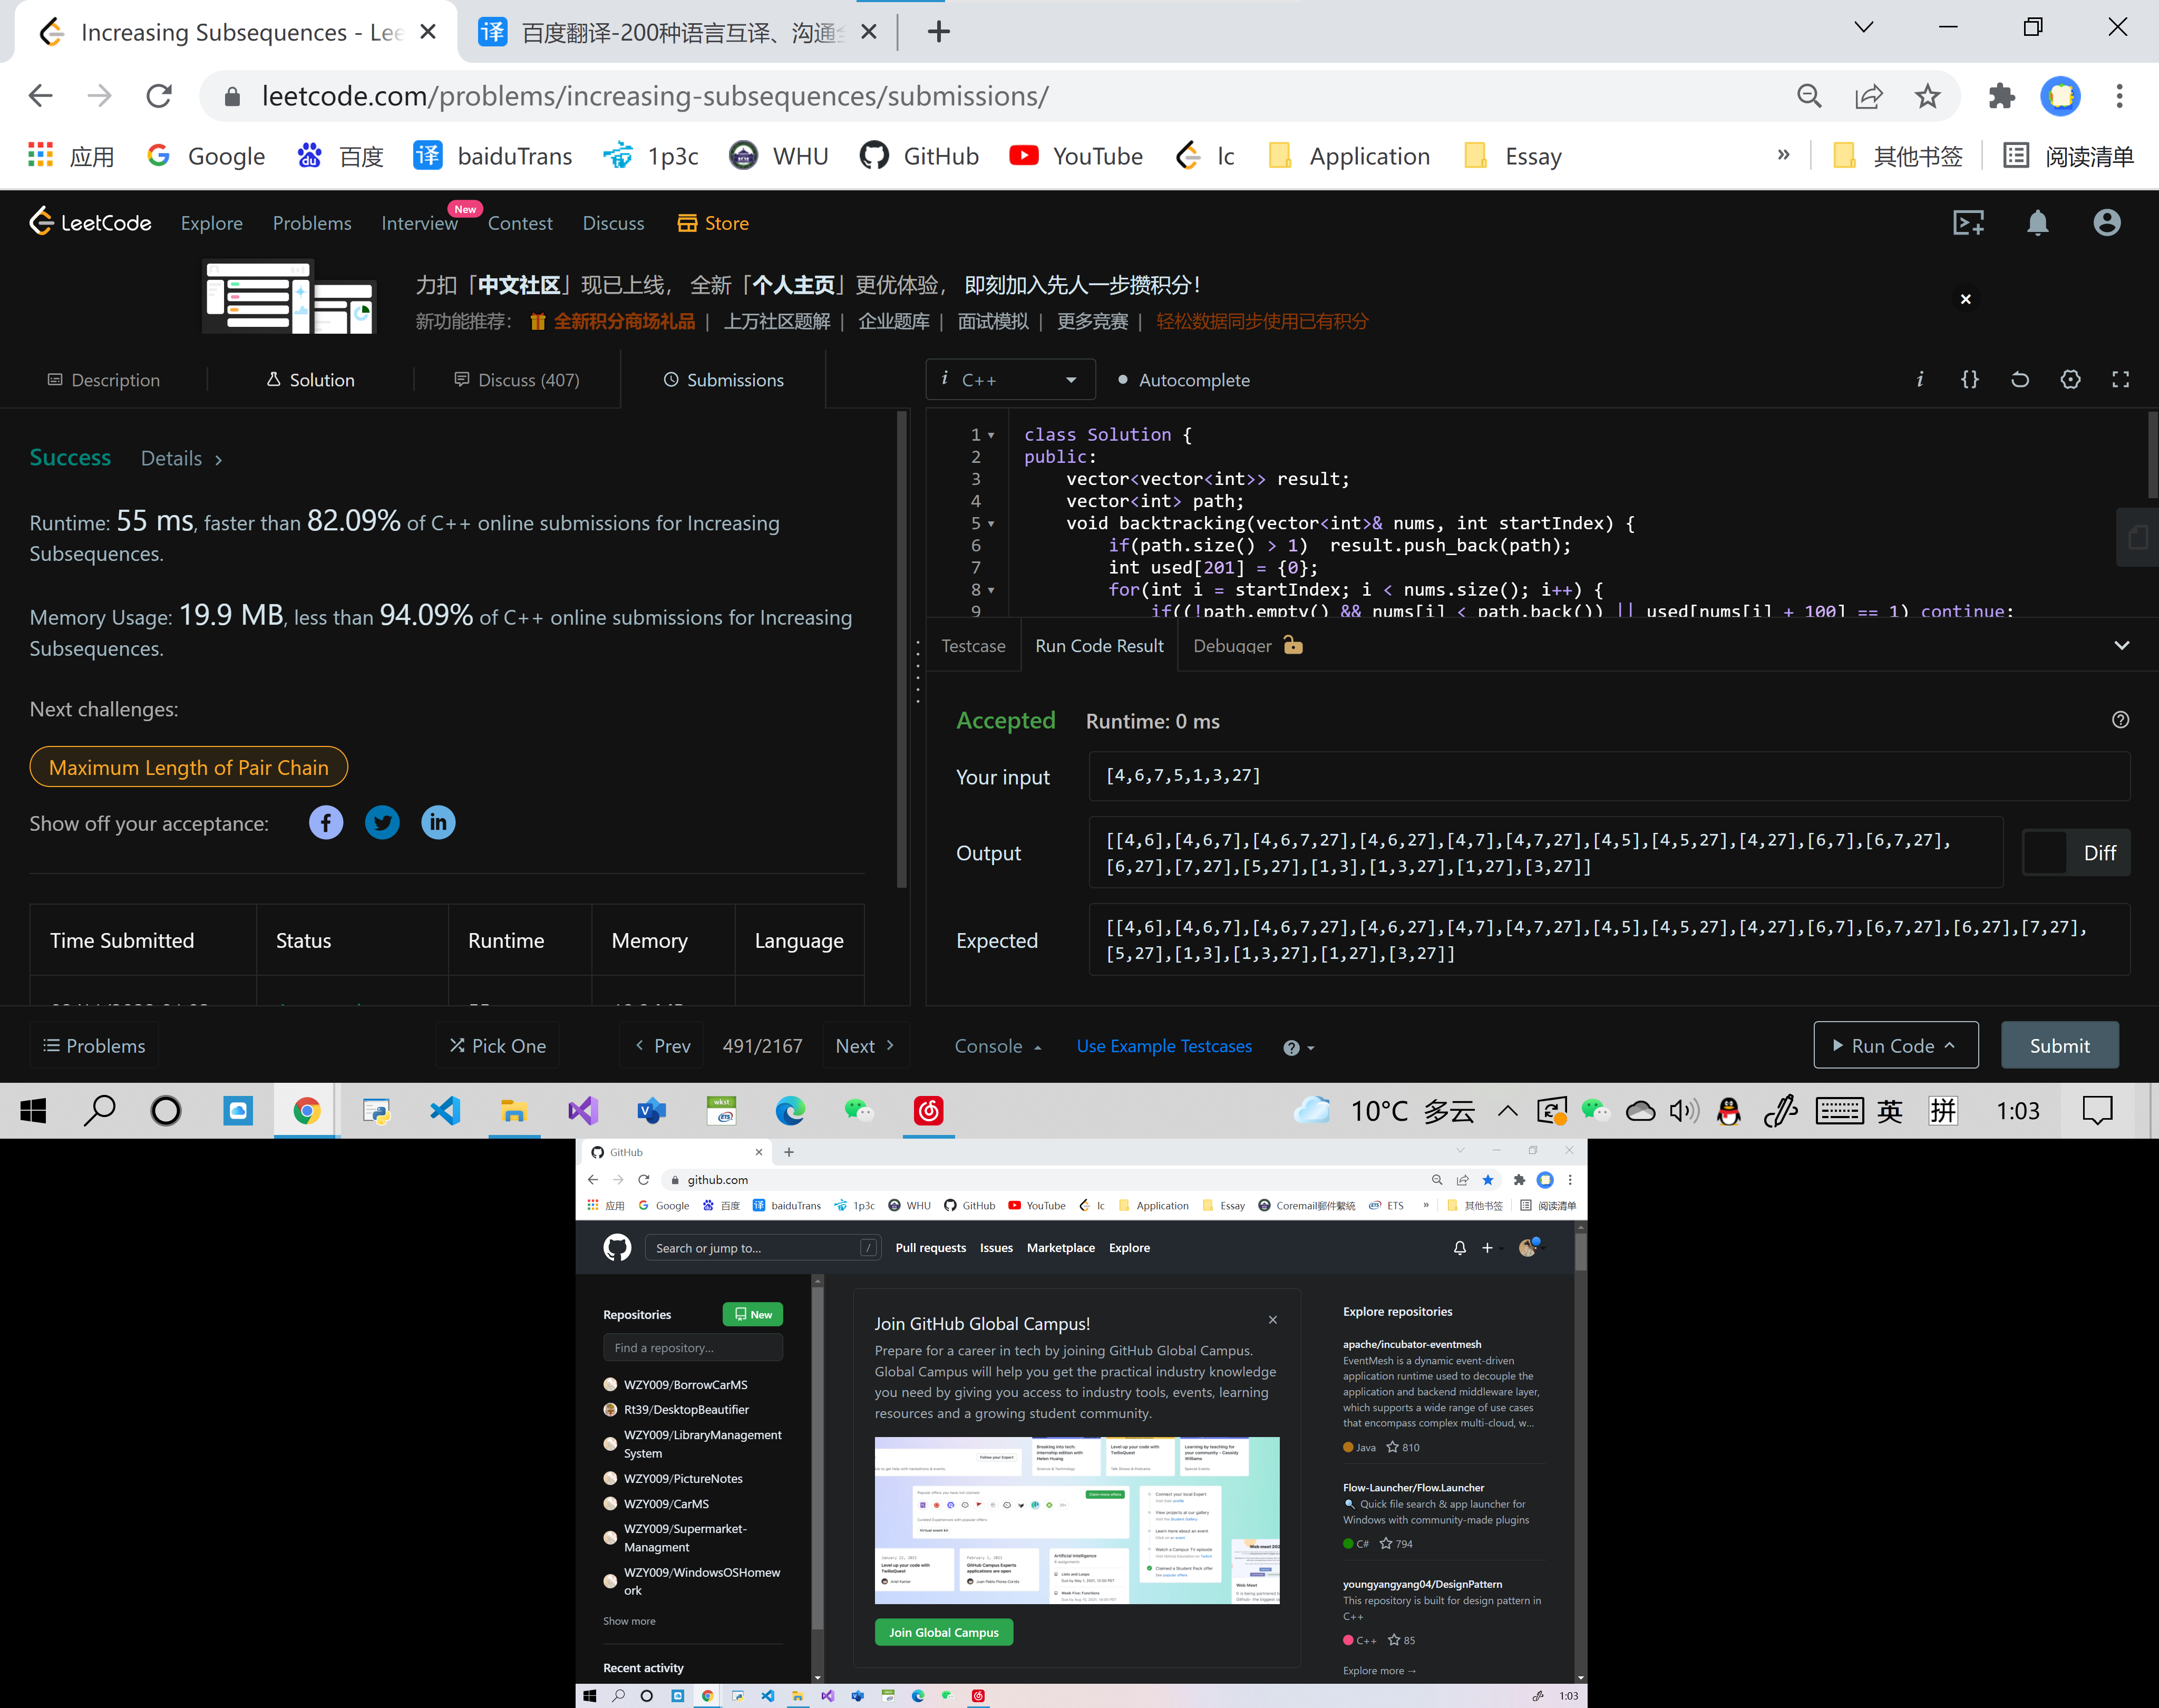 Increasing Subsequences - Lee
百度翻译-200种语言互译、沟通全
leetcode.com/problems/increasing-subsequences/submissions/
应用 Google 百度 baiduTrans 1p3c WHU GitHub YouTube lc Application Essay » 其他书签 阅读清单
LeetCode Explore Problems Interview New Contest Discuss Store
力扣「中文社区」现已上线， 全新「个人主页」更优体验， 即刻加入先人一步攒积分！
新功能推荐： 全新积分商场礼品 | 上万社区题解 | 企业题库 | 面试模拟 | 更多竞赛 | 轻松数据同步使用已有积分
Description Solution Discuss (407) Submissions
Success Details >
Runtime: 55 ms, faster than 82.09% of C++ online submissions for Increasing
Subsequences.
Memory Usage: 19.9 MB, less than 94.09% of C++ online submissions for Increasing
Subsequences.
Next challenges:
Maximum Length of Pair Chain
Show off your acceptance:
Time Submitted Status Runtime Memory Language
Problems Pick One Prev 491/2167 Next
i C++ Autocomplete
1 class Solution {
2 public:
3 vector<vector<int>> result;
4 vector<int> path;
5 void backtracking(vector<int>& nums, int startIndex) {
6 if(path.size() > 1) result.push_back(path);
7 int used[201] = {0};
8 for(int i = startIndex; i < nums.size(); i++) {
9 if((!path.empty() && nums[i] < path.back()) || used[nums[i] + 100] == 1) continue;
Testcase Run Code Result Debugger
Accepted Runtime: 0 ms
Your input [4,6,7,5,1,3,27]
Output
[[4,6],[4,6,7],[4,6,7,27],[4,6,27],[4,7],[4,7,27],[4,5],[4,5,27],[4,27],[6,7],[6,7,27],
[6,27],[7,27],[5,27],[1,3],[1,3,27],[1,27],[3,27]]
Diff
Expected
[[4,6],[4,6,7],[4,6,7,27],[4,6,27],[4,7],[4,7,27],[4,5],[4,5,27],[4,27],[6,7],[6,7,27],[6,27],[7,27],
[5,27],[1,3],[1,3,27],[1,27],[3,27]]
Console Use Example Testcases Run Code Submit
10°C 多云 英 拼 1:03
GitHub
github.com
应用 Google 百度 baiduTrans 1p3c WHU GitHub YouTube lc Application Essay Coremail郵件繫統 ETS » 其他书签 阅读清单
Search or jump to... / Pull requests Issues Marketplace Explore
Repositories New
Find a repository...
WZY009/BorrowCarMS
Rt39/DesktopBeautifier
WZY009/LibraryManagement
System
WZY009/PictureNotes
WZY009/CarMS
WZY009/Supermarket-
Managment
WZY009/WindowsOSHomew
ork
Show more
Recent activity
Join GitHub Global Campus!
Prepare for a career in tech by joining GitHub Global Campus.
Global Campus will help you get the practical industry knowledge
you need by giving you access to industry tools, events, learning
resources and a growing student community.
Join Global Campus
Explore repositories
apache/incubator-eventmesh
EventMesh is a dynamic event-driven
application runtime used to decouple the
application and backend middleware layer,
which supports a wide range of use cases
that encompass complex multi-cloud, w...
Java 810
Flow-Launcher/Flow.Launcher
Quick file search & app launcher for
Windows with community-made plugins
C# 794
youngyangyang04/DesignPattern
This repository is built for design pattern in
C++
C++ 85
Explore more →
1:03